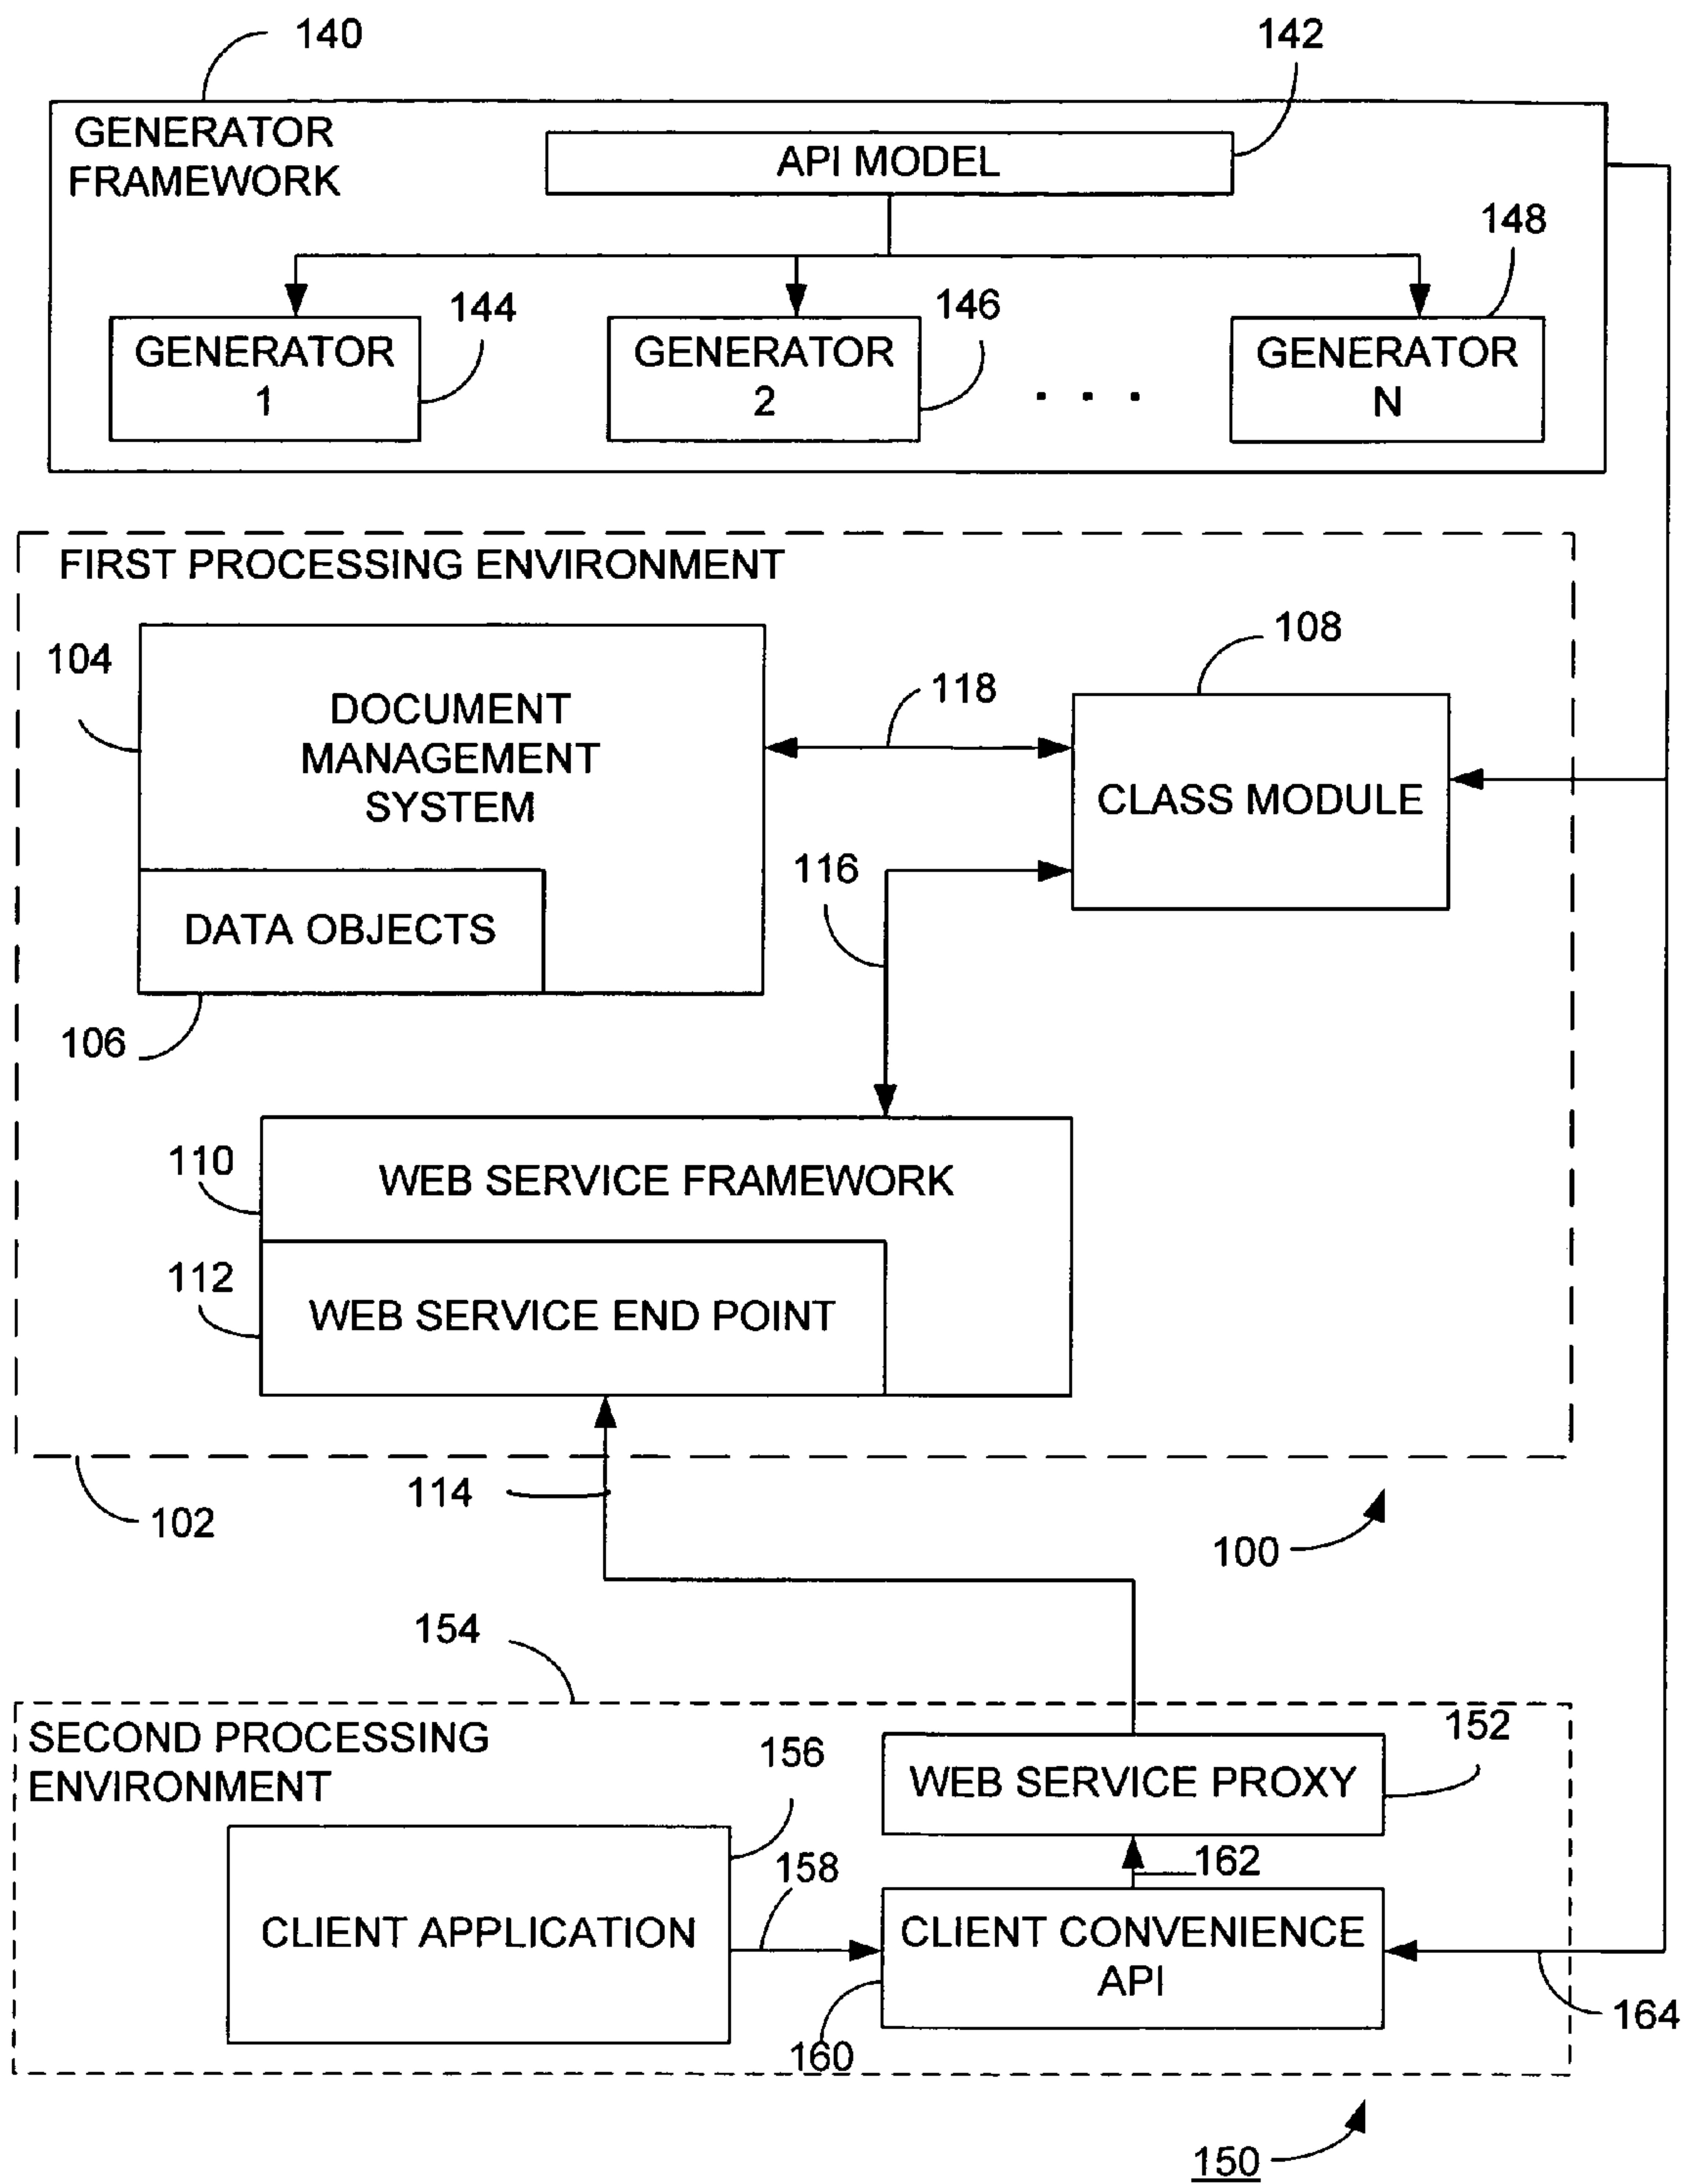 140
142
GENERATOR
FRAMEWORK
API MODEL
148
144
146
GENERATOR
1
GENERATOR
2
. . .
GENERATOR
N
FIRST PROCESSING ENVIRONMENT
108
104
118
DOCUMENT
MANAGEMENT
SYSTEM
CLASS MODULE
116
DATA OBJECTS
106
110
WEB SERVICE FRAMEWORK
112
WEB SERVICE END POINT
114
102
100
154
SECOND PROCESSING
ENVIRONMENT
152
156
WEB SERVICE PROXY
158
162
CLIENT APPLICATION
CLIENT CONVENIENCE
API
164
160
150